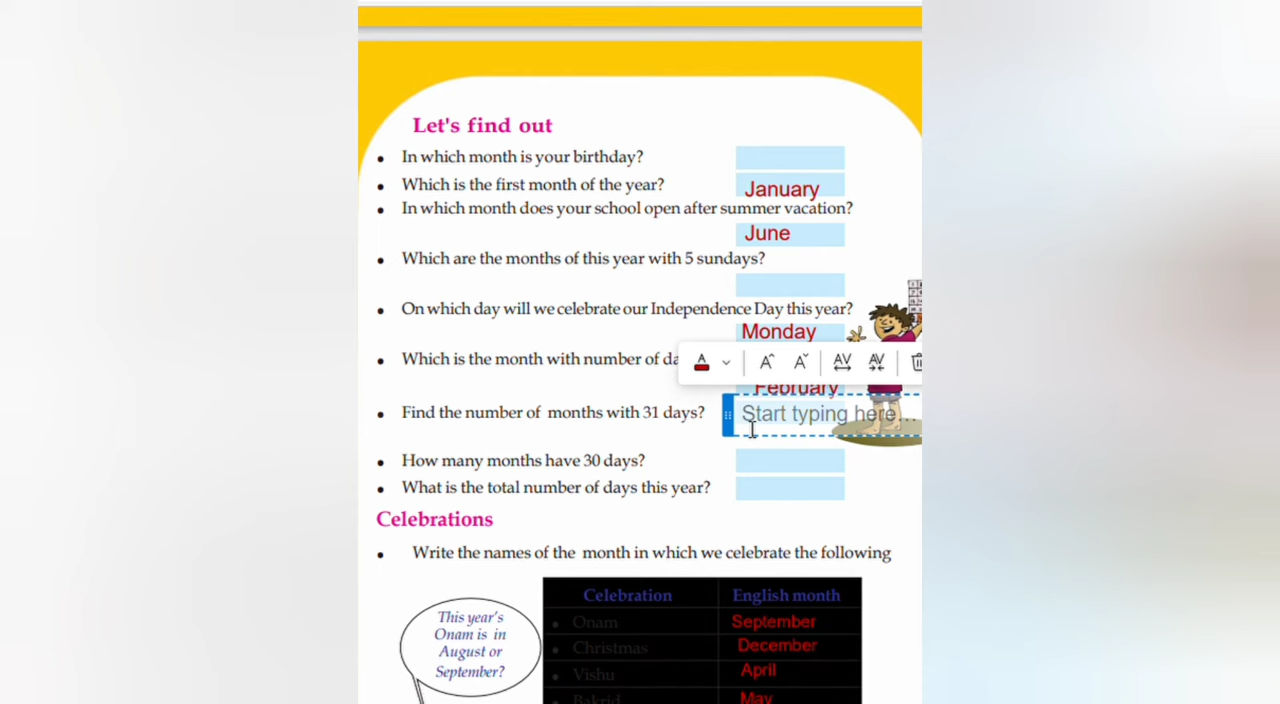 Let's find out
• In which month is your birthday?
• Which is the first month of the year? January
• In which month does your school open after summer vacation?
June
• Which are the months of this year with 5 sundays?
• On which day will we celebrate our Independence Day this year?
Monday
• Which is the month with number of
February
• Find the number of months with 31 days? Start typing here...
• How many months have 30 days?
• What is the total number of days this year?
Celebrations
• Write the names of the month in which we celebrate the following
Celebration English month
• Onam September
• Christmas December
• Vishu April
• Bakrid May
This year's
Onam is in
August or
September?